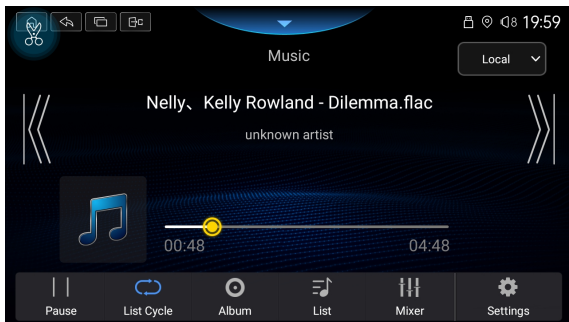 8 19:59
Music
Local
Nelly、Kelly Rowland - Dilemma.flac
unknown artist
00:48 04:48
Pause List Cycle Album List Mixer Settings